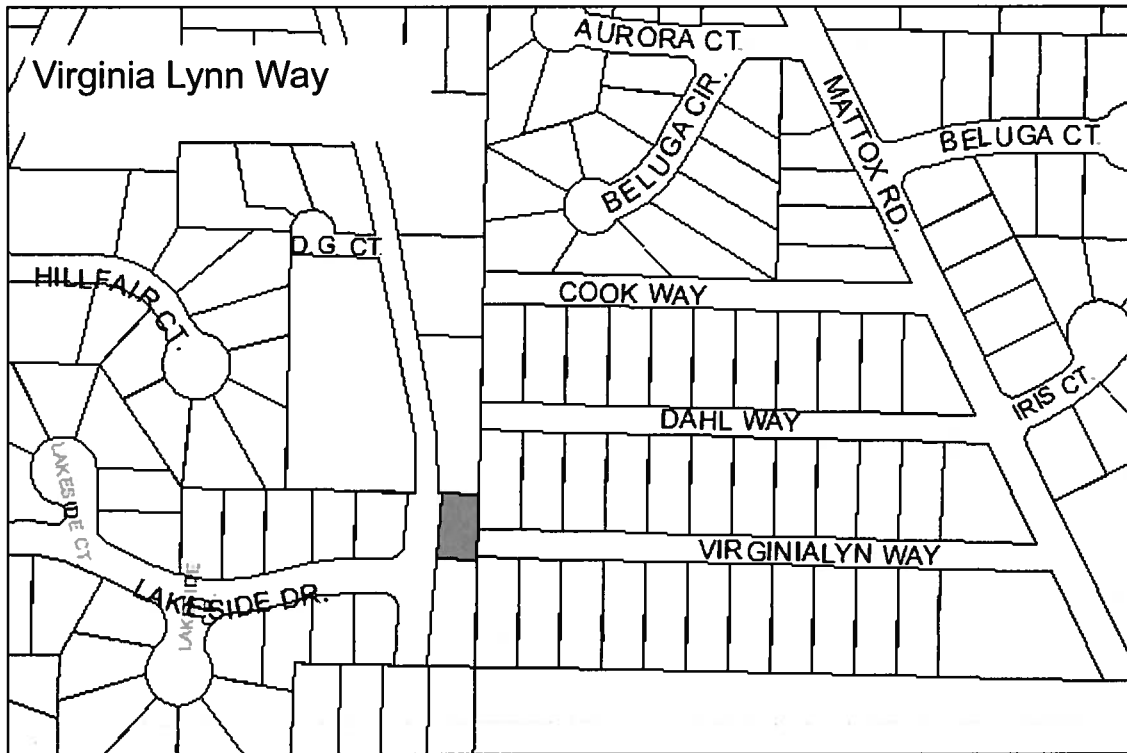 Virginia Lynn Way
AURORA CT.
BELUGA CIR.
MATTOX RD.
BELUGA CT.
D.G. CT.
HILLFAIR CT.
COOK WAY
DAHL WAY
IRIS CT.
LAKESIDE CT
VIRGINIALYN WAY
LAKESIDE
LAKESIDE DR.